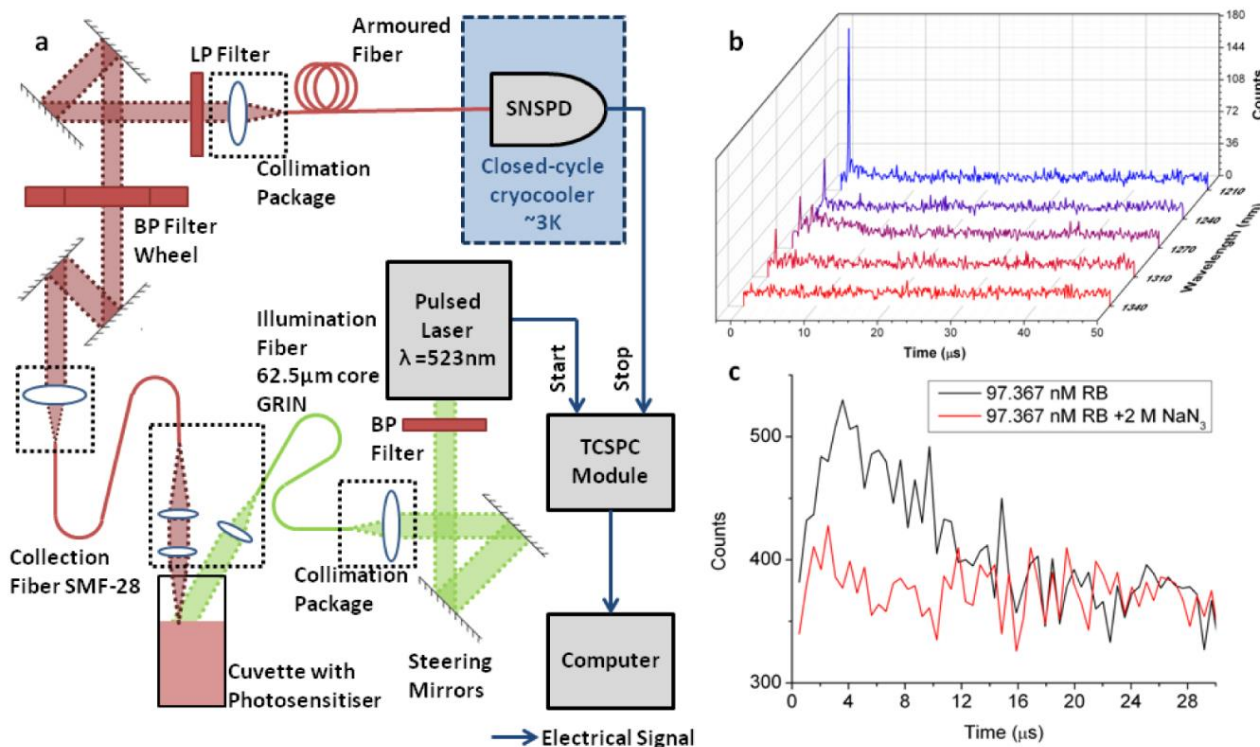 a
LP Filter
Armoured
Fiber
SNSPD
Closed-cycle
cryocooler
~3K
Collimation
Package
BP Filter
Wheel
Illumination
Fiber
62.5µm core
GRIN
Pulsed
Laser
λ =523nm
Start
Stop
BP
Filter
TCSPC
Module
Collection
Fiber SMF-28
Collimation
Package
Computer
Cuvette with
Photosensitiser
Steering
Mirrors
Electrical Signal
b
180
144
108
72
36
0
Counts
1210
1240
1270
1310
1340
Wavelength (nm)
0
10
20
30
40
50
Time (µs)
c
97.367 nM RB
97.367 nM RB +2 M NaN3
500
400
300
Counts
0
4
8
12
16
20
24
28
Time (µs)